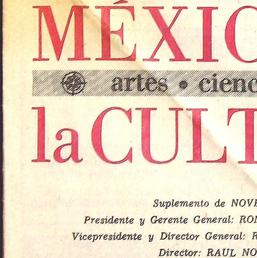 MÉXIC
artes • cienc
la CULT
Suplemento de NOVE
Presidente y Gerente General: ROM
Vicepresidente y Director General: R
Director: RAUL NO